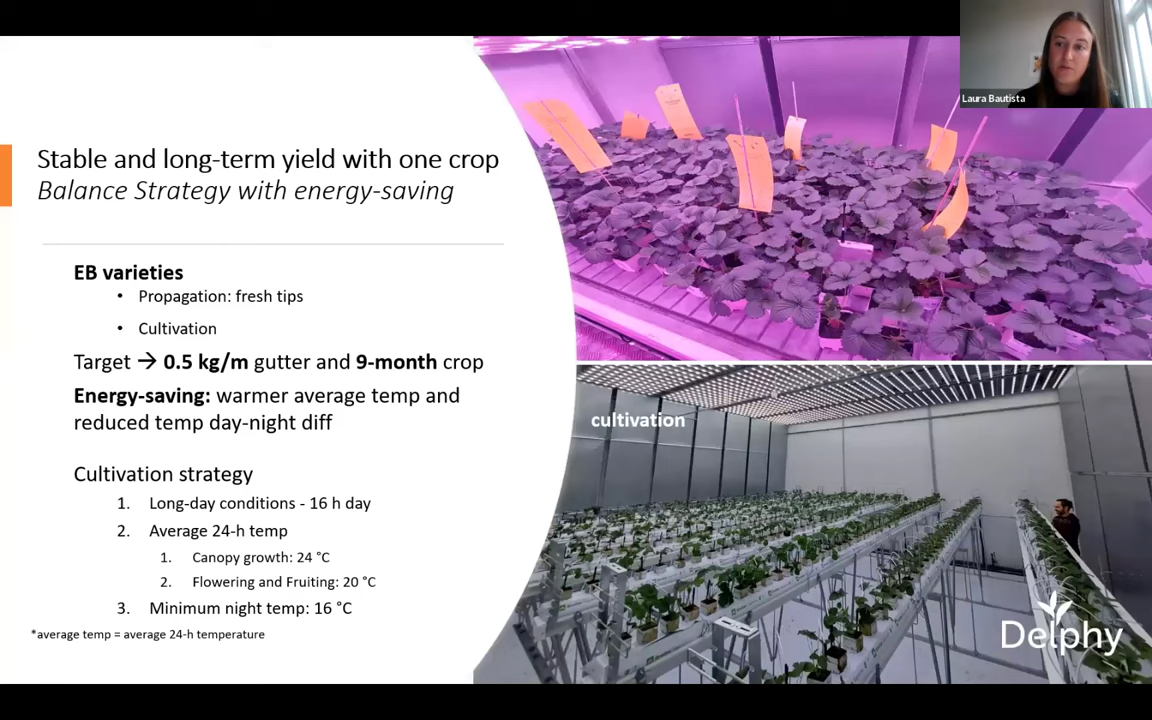 Laura Bautista
Stable and long-term yield with one crop
Balance Strategy with energy-saving
EB varieties
• Propagation: fresh tips
• Cultivation
Target → 0.5 kg/m gutter and 9-month crop
Energy-saving: warmer average temp and
reduced temp day-night diff
Cultivation strategy
1. Long-day conditions - 16 h day
2. Average 24-h temp
1. Canopy growth: 24 °C
2. Flowering and Fruiting: 20 °C
3. Minimum night temp: 16 °C
*average temp = average 24-h temperature
cultivation
Delphy